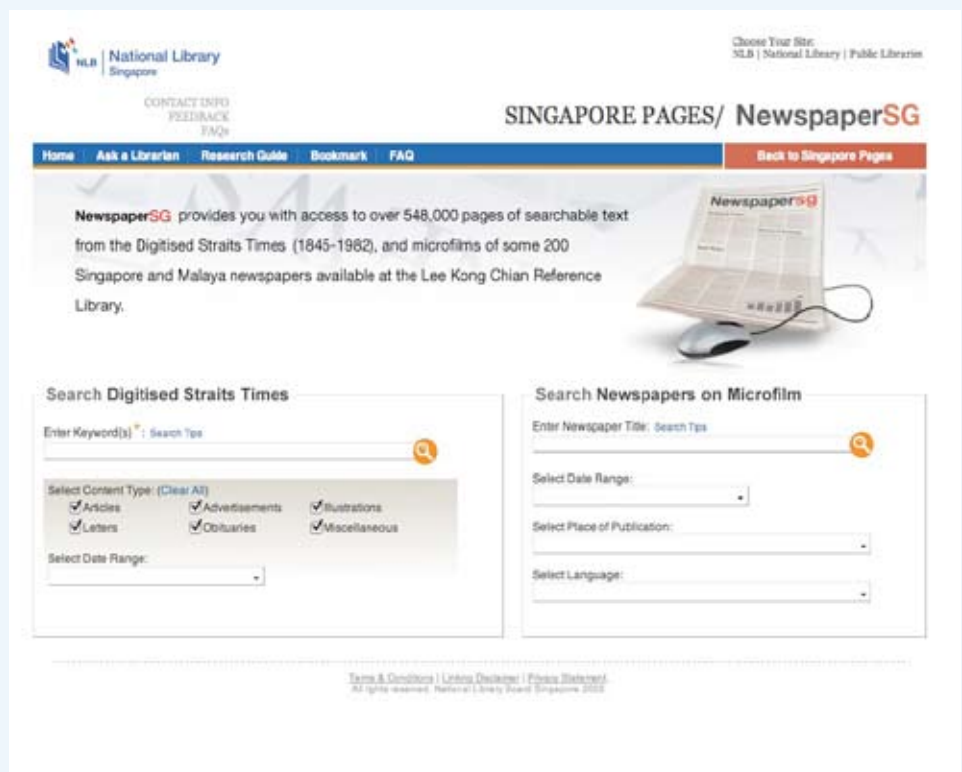 NLB National Library
Singapore
Choose Your Site:
NLB | National Library | Public Libraries
CONTACT INFO
FEEDBACK
FAQs
SINGAPORE PAGES/ NewspaperSG
Home Ask a Librarian Research Guide Bookmark FAQ Back to Singapore Pages
NewspaperSG provides you with access to over 548,000 pages of searchable text
from the Digitised Straits Times (1845-1982), and microfilms of some 200
Singapore and Malaya newspapers available at the Lee Kong Chian Reference
Library.
Newspapersg
Search Digitised Straits Times
Enter Keyword(s)*: Search Tips
Select Content Type: (Clear All)
Articles Advertisements Illustrations
Letters Obituaries Miscellaneous
Select Date Range:
Search Newspapers on Microfilm
Enter Newspaper Title: Search Tips
Select Date Range:
Select Place of Publication:
Select Language:
Terms & Conditions | Linking Disclaimer | Privacy Statement
All rights reserved. National Library Board Singapore